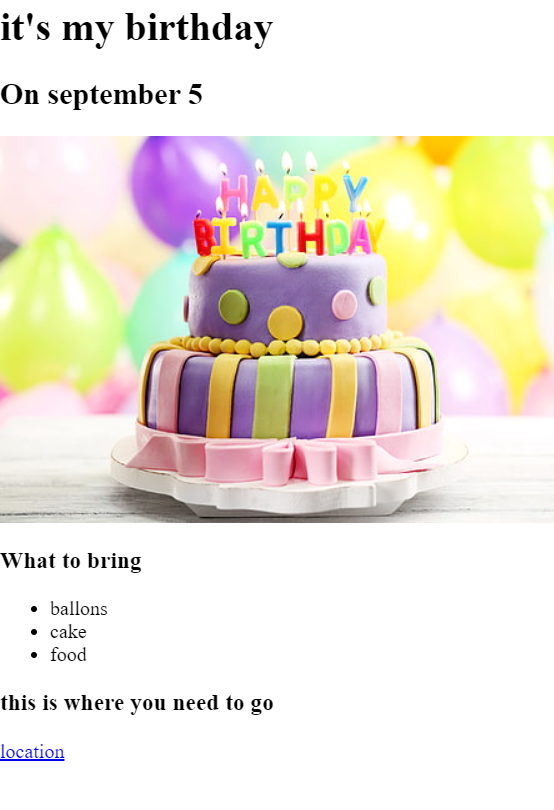 it's my birthday
On september 5
HAPPY
BIRTHDAY
What to bring
ballons
cake
food
this is where you need to go
location